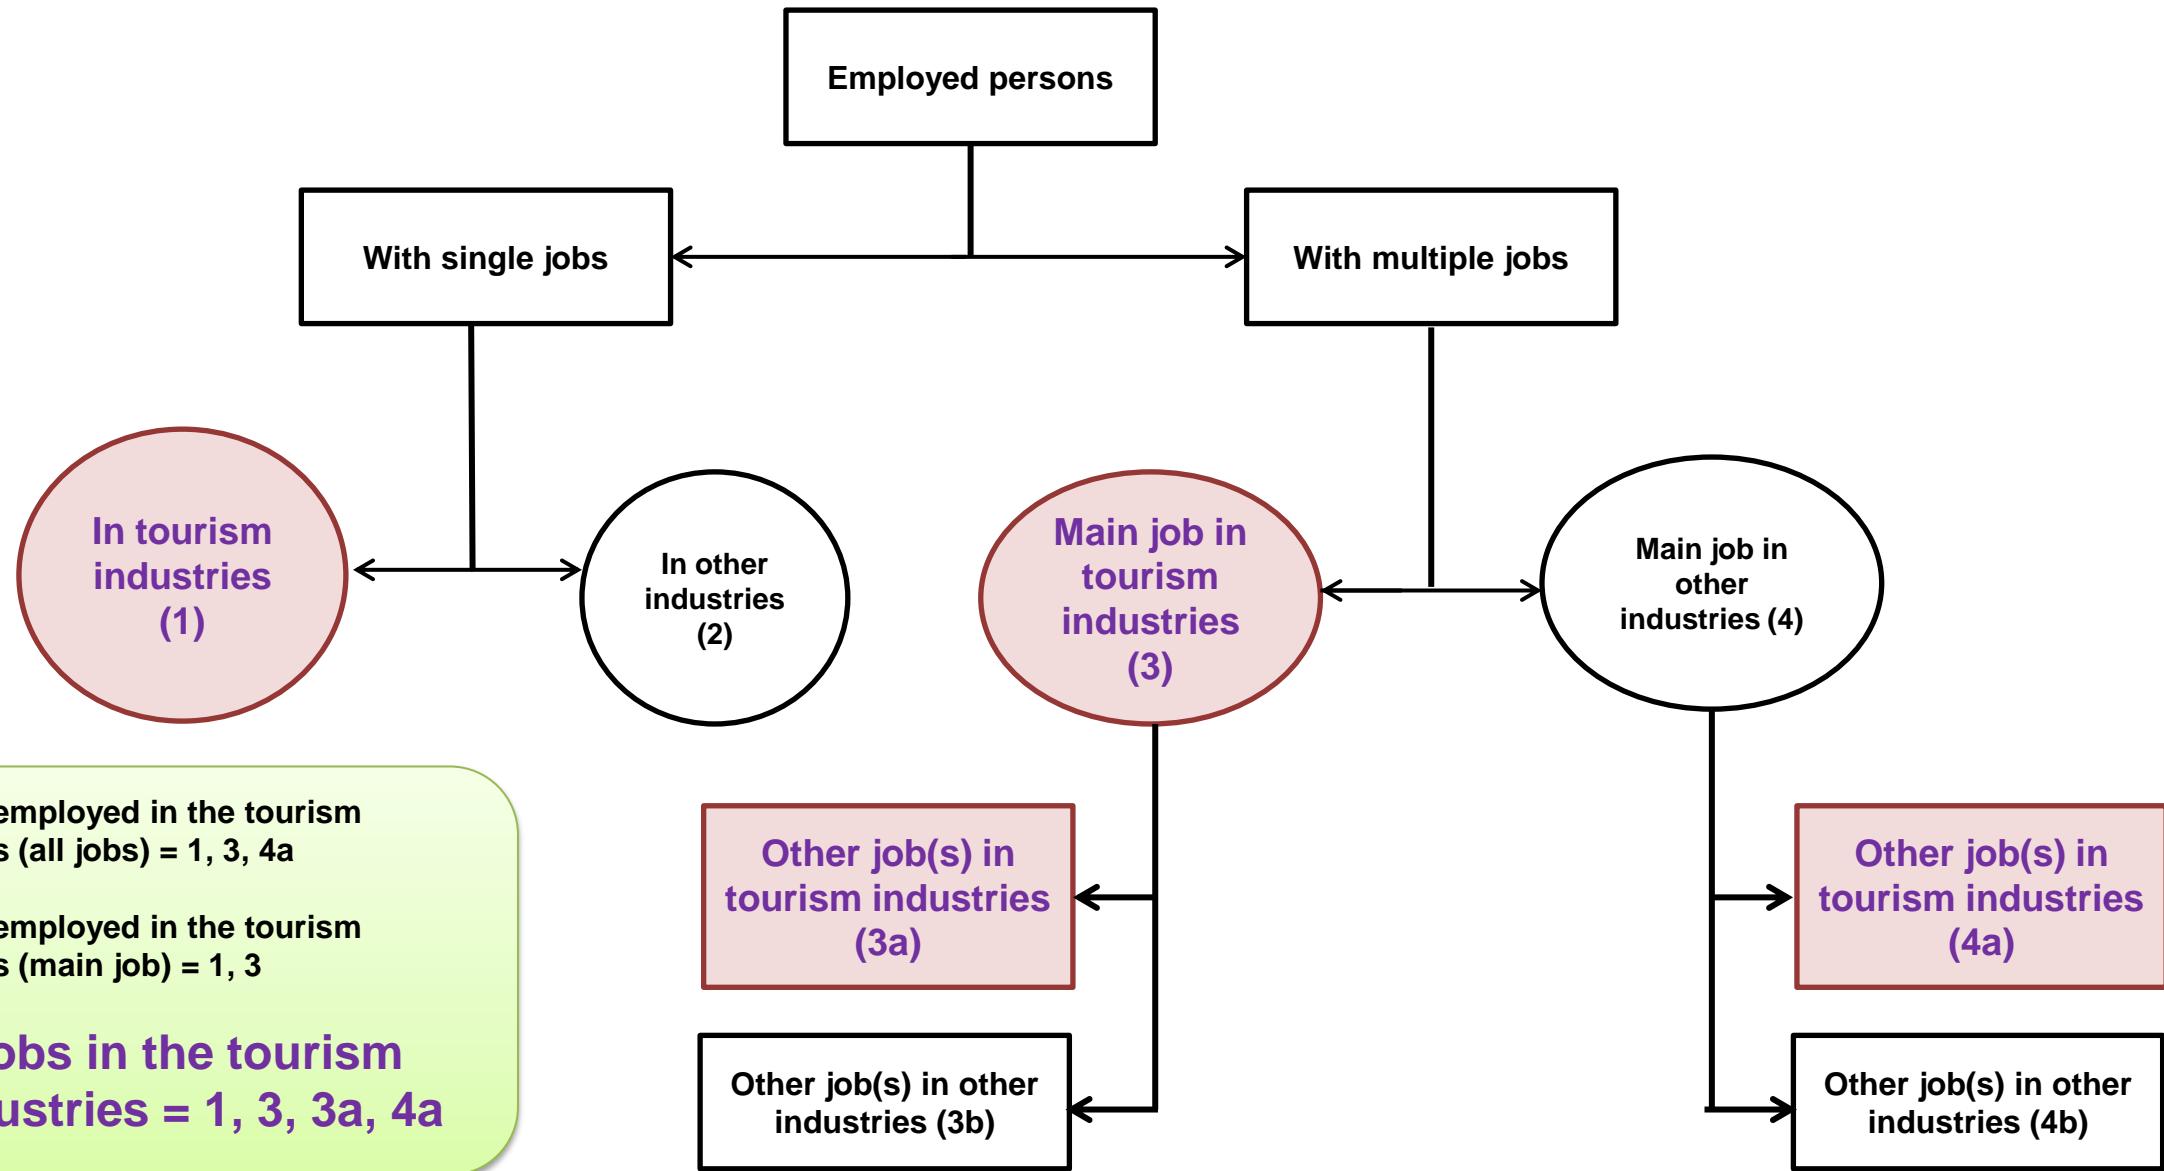 Employed persons
With single jobs
With multiple jobs
In tourism
industries
(1)
In other
industries
(2)
Main job in
tourism
industries
(3)
Main job in
other
industries (4)
employed in the tourism
(all jobs) = 1, 3, 4a
employed in the tourism
(main job) = 1, 3
in the tourism
= 1, 3, 3a, 4a
Other job(s) in
tourism industries
(3a)
Other job(s) in other
industries (3b)
Other job(s) in
tourism industries
(4a)
Other job(s) in other
industries (4b)